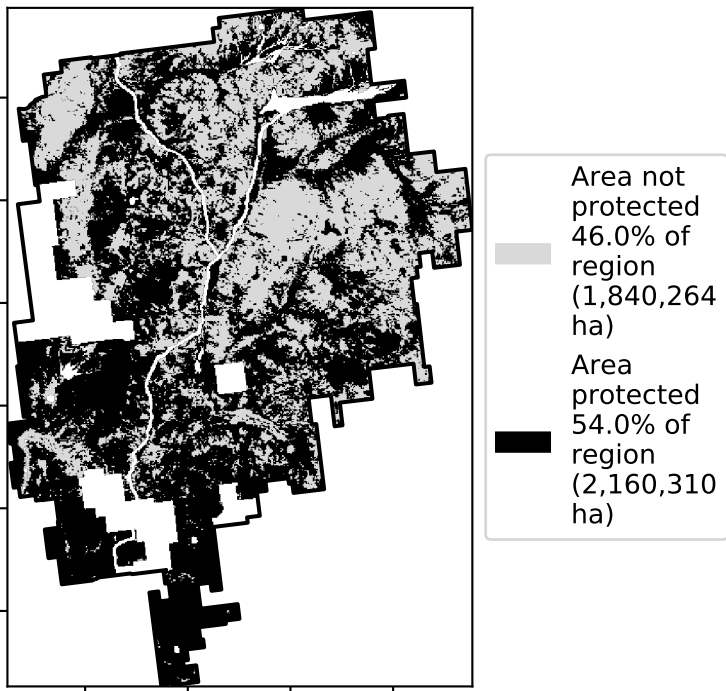 Area not
protected
46.0% of
region
(1,840,264
ha)
Area
protected
54.0% of
region
(2,160,310
ha)